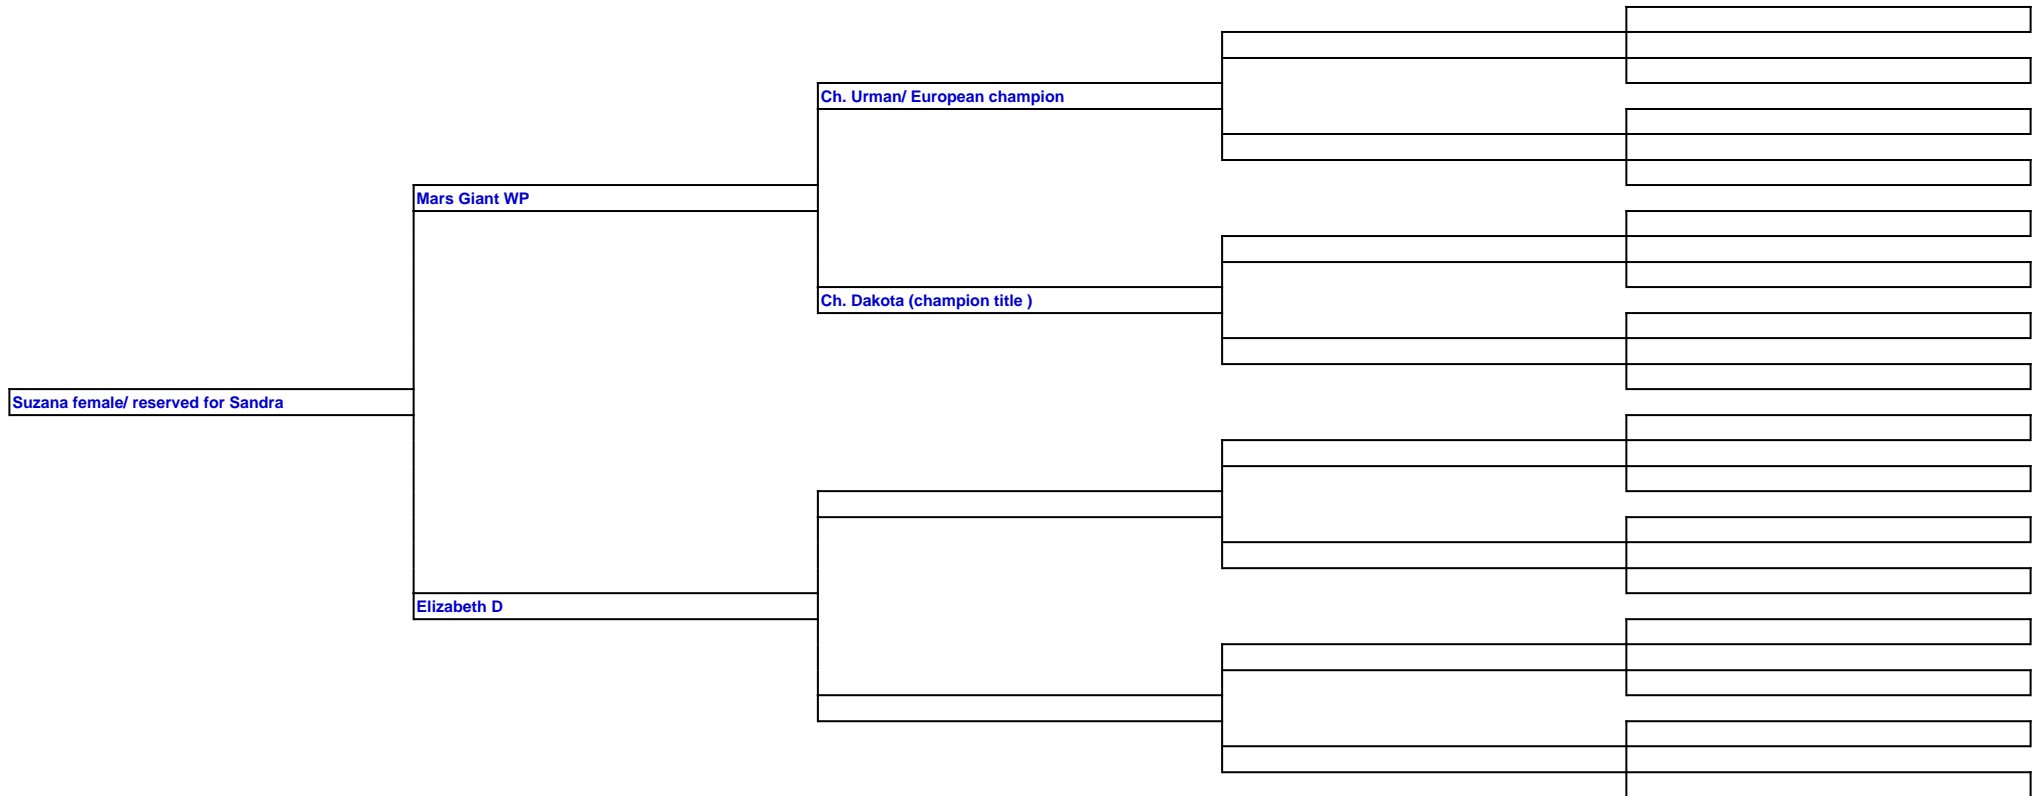 Ch. Urman/ European champion
Mars Giant WP
Ch. Dakota (champion title )
Suzana female/ reserved for Sandra
Elizabeth D